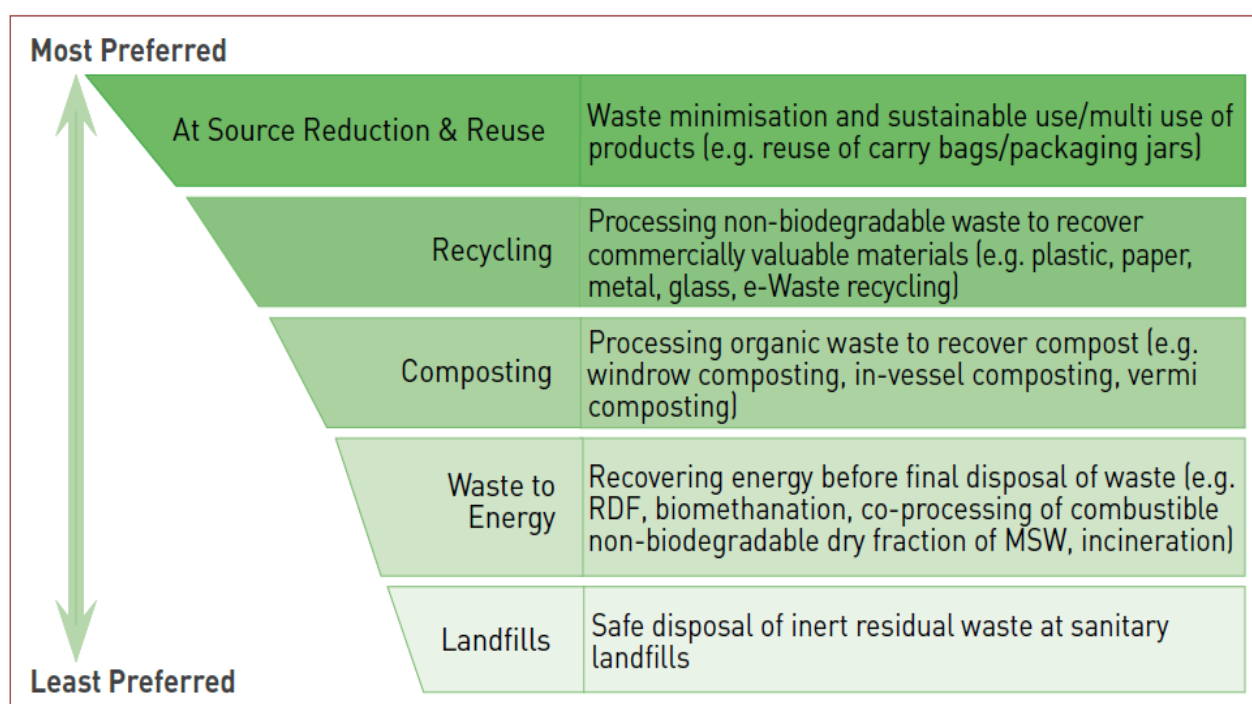 Most Preferred
At Source Reduction & Reuse
Waste minimisation and sustainable use/multi use of
products (e.g. reuse of carry bags/packaging jars)
Recycling
Processing non-biodegradable waste to recover
commercially valuable materials (e.g. plastic, paper,
metal, glass, e-Waste recycling)
Composting
Processing organic waste to recover compost (e.g.
windrow composting, in-vessel composting, vermi
composting)
Waste to
Energy
Recovering energy before final disposal of waste (e.g.
RDF, biomethanation, co-processing of combustible
non-biodegradable dry fraction of MSW, incineration)
Landfills
Safe disposal of inert residual waste at sanitary
landfills
Least Preferred